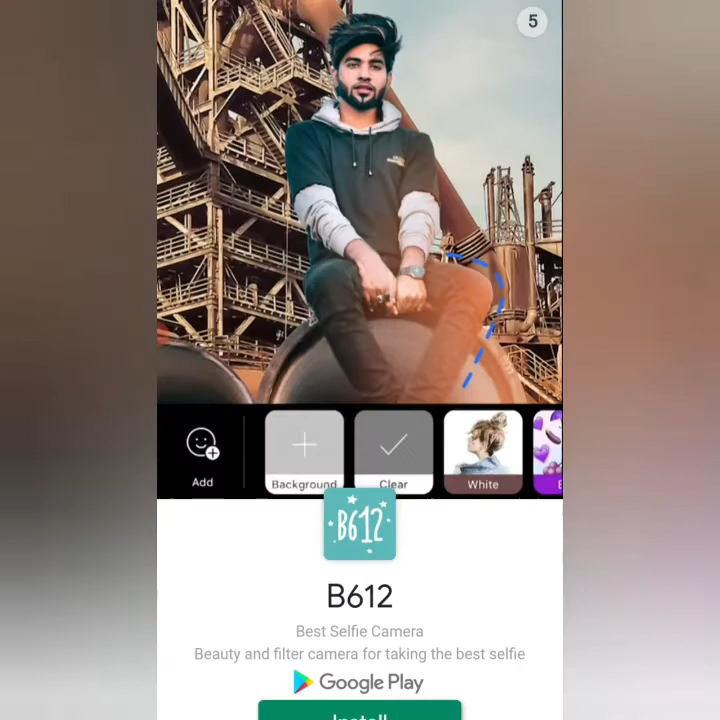 5
Add
Background
Clear
White
B612
B612
Best Selfie Camera
Beauty and filter camera for taking the best selfie
Google Play
Install